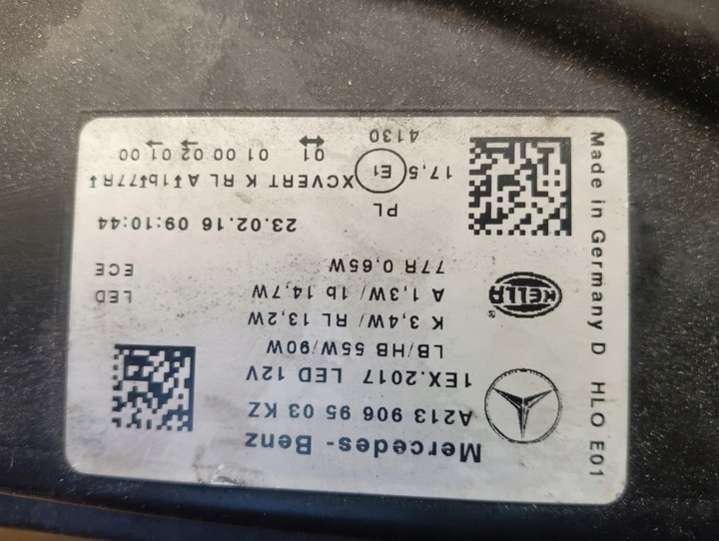 Mercedes-Benz
A213 906 95 03 KZ
1EX.2017 LED 12V
LB/HB 55W/90W
K 3,4W/ RL 13,2W
A 1,3W/ 1b 14,7W LED
77R 0,65W ECE
HELLA ®
23.02.16 09:10:44
PL
17,5 E1 XCVERT K RL A 1b 77R
4130 01 01 00 02 01 00
Made in Germany D HLO E01